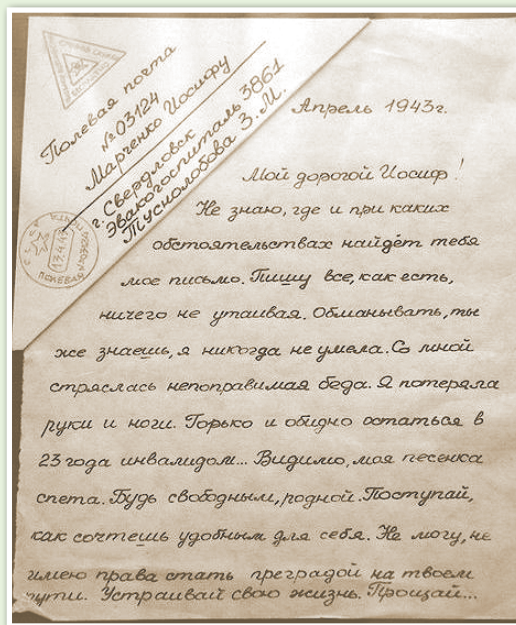 Полевая почта
№ 03124
Марченко Иосифу
г. Свердловск
Эвакогоспиталь 3861
Туснолобова З.М.
Апрель 1943г.
Мой дорогой Иосиф!
Не знаю, где и при каких
обстоятельствах найдёт тебя
мое письмо. Пишу все, как есть,
ничего не утаивая. Обманывать, ты
же знаешь, я никогда не умела. Со мной
стряслась непоправимая беда. Я потеряла
руки и ноги. Горько и обидно остаться в
23 года инвалидом... Видимо, моя песенка
спета. Будь свободным, родной. Поступай,
как сочтешь удобным для себя. Не могу, не
имею права стать преградой на твоем
пути. Устраивай свою жизнь. Прощай...